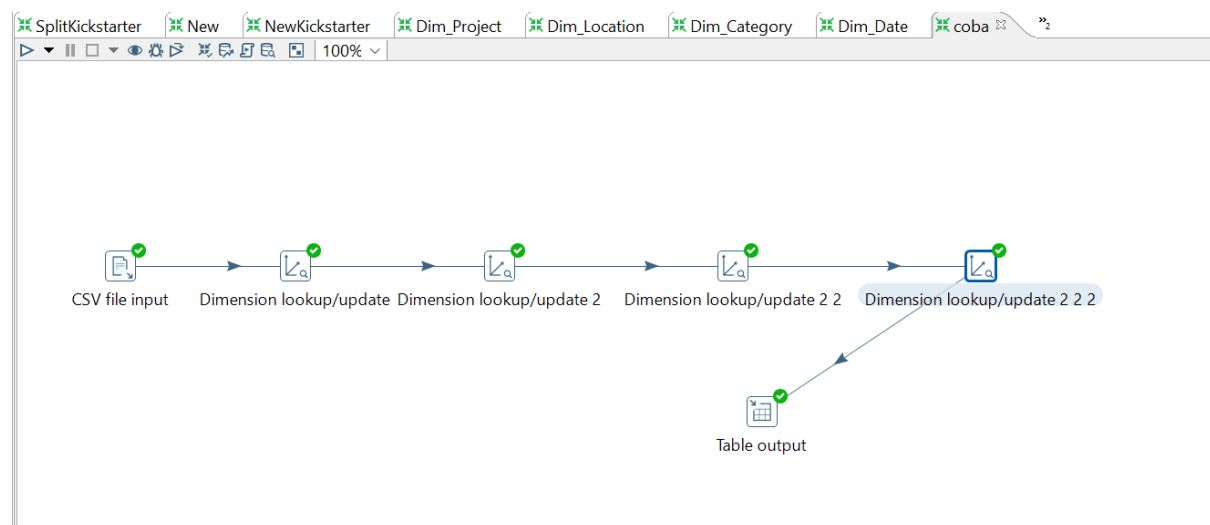 SplitKickstarter New NewKickstarter Dim_Project Dim_Location Dim_Category Dim_Date coba »2
100%
CSV file input Dimension lookup/update Dimension lookup/update 2 Dimension lookup/update 2 2 Dimension lookup/update 2 2 2
Table output